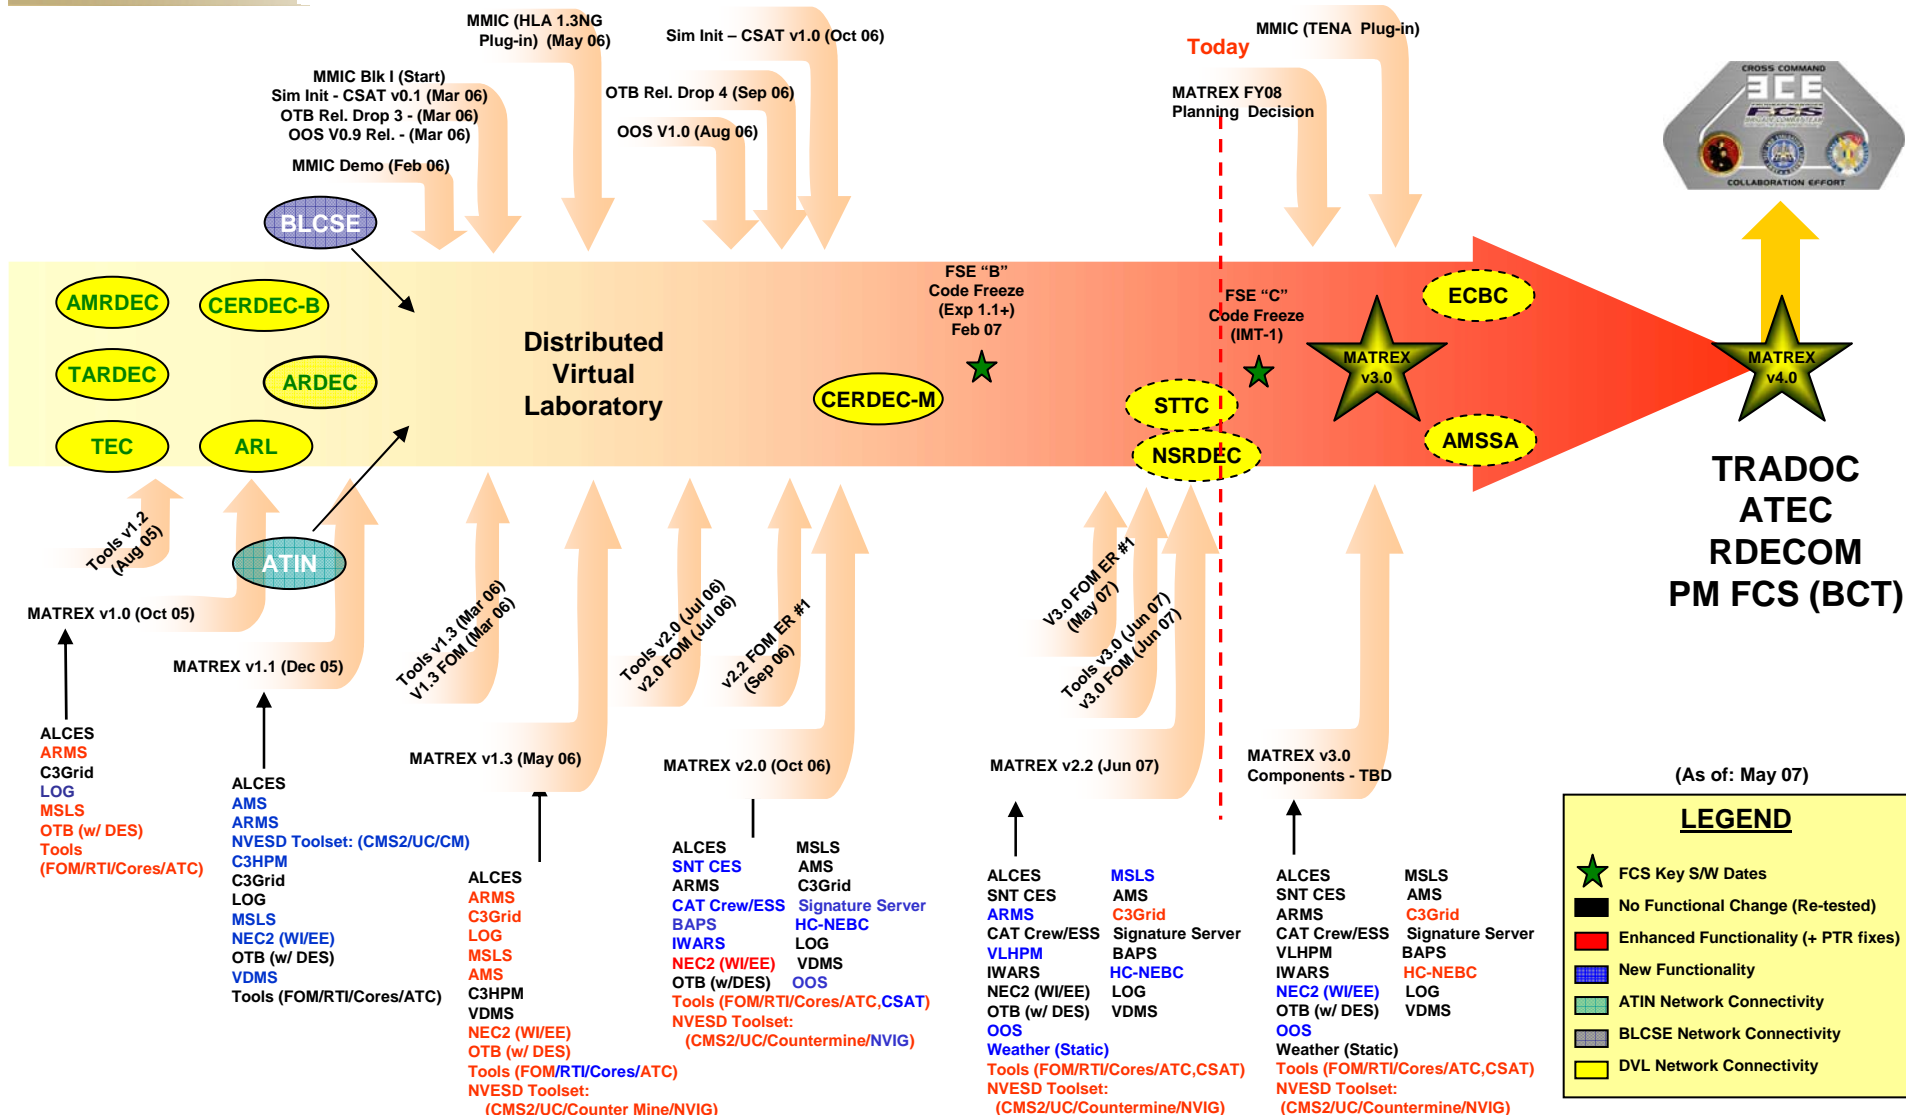 MMIC (HLA 1.3NG
Plug-in)  (May 06)
Sim Init – CSAT v1.0 (Oct 06)
MMIC (TENA  Plug-in)
Today
MMIC Blk I (Start)
Sim Init - CSAT v0.1 (Mar 06)
OTB Rel. Drop 3 - (Mar 06)
OOS V0.9 Rel. - (Mar 06)
MMIC Demo (Feb 06)
OTB Rel. Drop 4 (Sep 06)
OOS V1.0 (Aug 06)
MATREX FY08
Planning  Decision
CROSS COMMAND
3CE
FCS
COLLABORATION EFFORT
BLCSE
AMRDEC
CERDEC-B
TARDEC
ARDEC
TEC
ARL
Distributed
Virtual
Laboratory
CERDEC-M
FSE “B”
Code Freeze
(Exp 1.1+)
Feb 07
STTC
NSRDEC
FSE “C”
Code Freeze
(IMT-1)
MATREX
v3.0
ECBC
AMSSA
MATREX
v4.0
TRADOC
ATEC
RDECOM
PM FCS (BCT)
ATIN
Tools v1.2
(Aug 05)
MATREX v1.0 (Oct 05)
MATREX v1.1 (Dec 05)
Tools v1.3 (Mar 06)
V1.3 FOM (Mar 06)
MATREX v1.3 (May 06)
Tools v2.0 (Jul 06)
v2.0 FOM (Jul 06)
v2.2 FOM ER #1
(Sep 06)
MATREX v2.0 (Oct 06)
V3.0 FOM ER #1
(May 07)
Tools v3.0 (Jun 07)
v3.0 FOM (Jun 07)
MATREX v2.2 (Jun 07)
MATREX v3.0
Components - TBD
ALCES
ARMS
C3Grid
LOG
MSLS
OTB (w/ DES)
Tools
(FOM/RTI/Cores/ATC)
ALCES
AMS
ARMS
NVESD Toolset: (CMS2/UC/CM)
C3HPM
C3Grid
LOG
MSLS
NEC2 (WI/EE)
OTB (w/ DES)
VDMS
Tools (FOM/RTI/Cores/ATC)
ALCES
ARMS
C3Grid
LOG
MSLS
AMS
C3HPM
VDMS
NEC2 (WI/EE)
OTB (w/ DES)
Tools (FOM/RTI/Cores/ATC)
NVESD Toolset:
(CMS2/UC/Counter Mine/NVIG)
ALCES MSLS
SNT CES AMS
ARMS C3Grid
CAT Crew/ESS Signature Server
BAPS HC-NEBC
IWARS LOG
NEC2 (WI/EE) VDMS
OTB (w/DES) OOS
Tools (FOM/RTI/Cores/ATC,CSAT)
NVESD Toolset:
(CMS2/UC/Countermine/NVIG)
ALCES MSLS
SNT CES AMS
ARMS C3Grid
CAT Crew/ESS Signature Server
VLHPM BAPS
IWARS HC-NEBC
NEC2 (WI/EE) LOG
OTB (w/ DES) VDMS
OOS
Weather (Static)
Tools (FOM/RTI/Cores/ATC,CSAT)
NVESD Toolset:
(CMS2/UC/Countermine/NVIG)
ALCES MSLS
SNT CES AMS
ARMS C3Grid
CAT Crew/ESS Signature Server
VLHPM BAPS
IWARS HC-NEBC
NEC2 (WI/EE) LOG
OTB (w/ DES) VDMS
OOS
Weather (Static)
Tools (FOM/RTI/Cores/ATC,CSAT)
NVESD Toolset:
(CMS2/UC/Countermine/NVIG)
(As of: May 07)
LEGEND
FCS Key S/W Dates
No Functional Change (Re-tested)
Enhanced Functionality (+ PTR fixes)
New Functionality
ATIN Network Connectivity
BLCSE Network Connectivity
DVL Network Connectivity